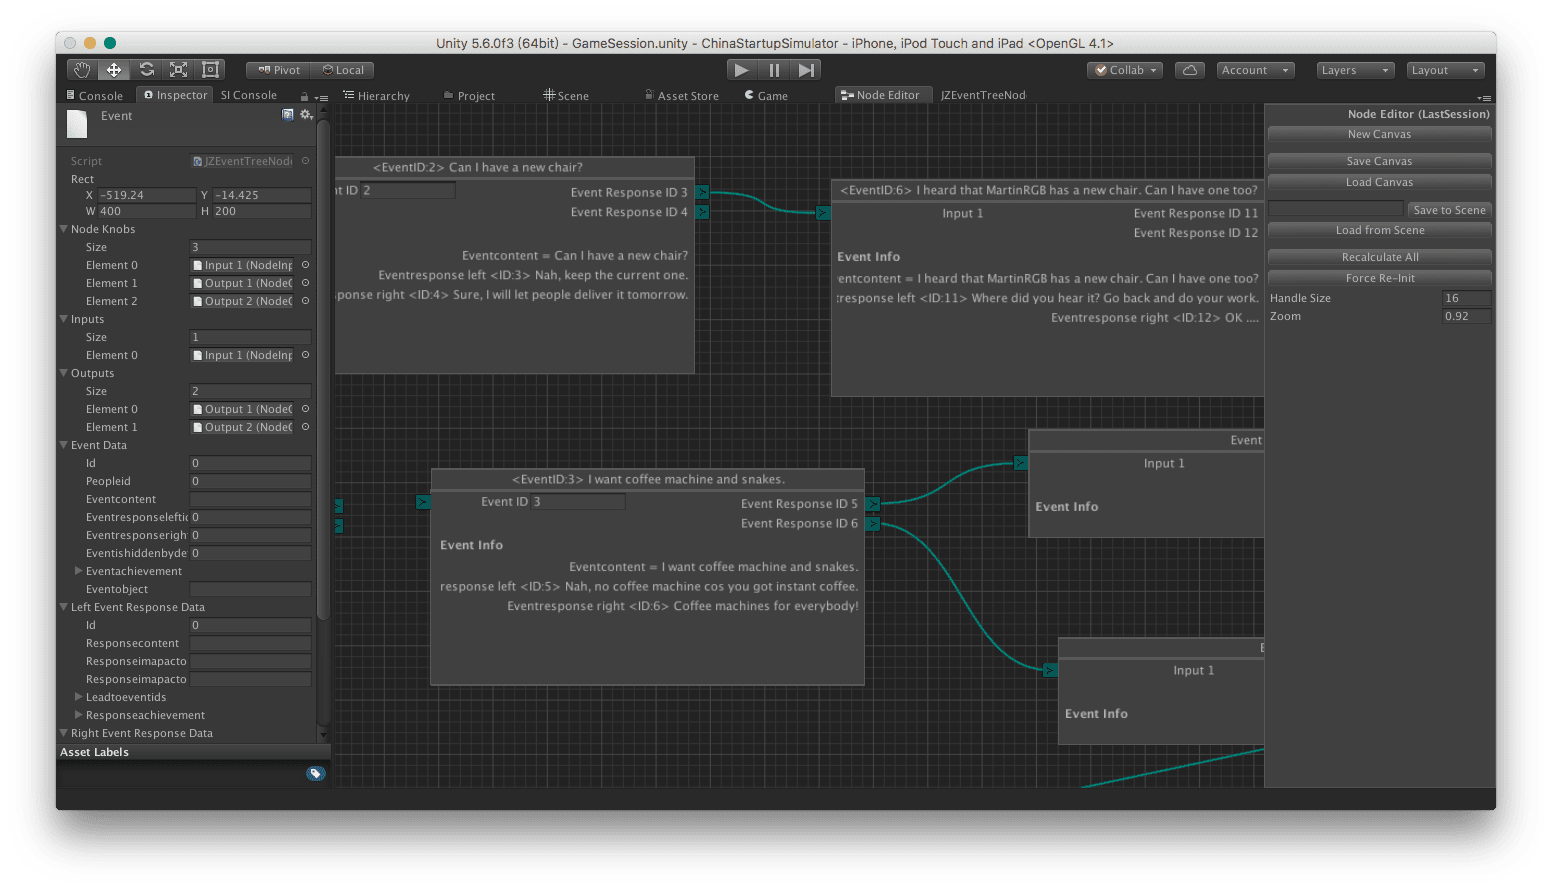 Unity 5.6.0f3 (64bit) - GameSession.unity - ChinaStartupSimulator - iPhone, iPod Touch and iPad <OpenGL 4.1>
Pivot Local Collab Account Layers Layout
Console Inspector SI Console Hierarchy Project Scene Asset Store Game Node Editor JZEventTreeNod
Event
Script JZEventTreeNod
Rect
X -519.24 Y -14.425
W 400 H 200
Node Knobs
Size 3
Element 0 Input 1 (NodeInp
Element 1 Output 1 (NodeO
Element 2 Output 2 (NodeO
Inputs
Size 1
Element 0 Input 1 (NodeInp
Outputs
Size 2
Element 0 Output 1 (NodeO
Element 1 Output 2 (NodeO
Event Data
Id 0
Peopleid 0
Eventcontent
Eventresponseleftic 0
Eventresponserigh 0
Eventishiddenbyde 0
Eventachievement
Eventobject
Left Event Response Data
Id 0
Responsecontent
Responseimapacto
Responseimapacto
Leadtoeventids
Responseachievement
Right Event Response Data
Asset Labels
<EventID:2> Can I have a new chair?
nt ID 2 Event Response ID 3
Event Response ID 4
Eventcontent = Can I have a new chair?
Eventresponse left <ID:3> Nah, keep the current one.
ponse right <ID:4> Sure, I will let people deliver it tomorrow.
<EventID:6> I heard that MartinRGB has a new chair. Can I have one too?
Input 1 Event Response ID 11
Event Response ID 12
Event Info
entcontent = I heard that MartinRGB has a new chair. Can I have one too?
response left <ID:11> Where did you hear it? Go back and do your work.
Eventresponse right <ID:12> OK ....
<EventID:3> I want coffee machine and snakes.
Event ID 3 Event Response ID 5
Event Response ID 6
Event Info
Eventcontent = I want coffee machine and snakes.
response left <ID:5> Nah, no coffee machine cos you got instant coffee.
Eventresponse right <ID:6> Coffee machines for everybody!
Event
Input 1
Event Info
E
Input 1
Event Info
Node Editor (LastSession)
New Canvas
Save Canvas
Load Canvas
Save to Scene
Load from Scene
Recalculate All
Force Re-Init
Handle Size 16
Zoom 0.92